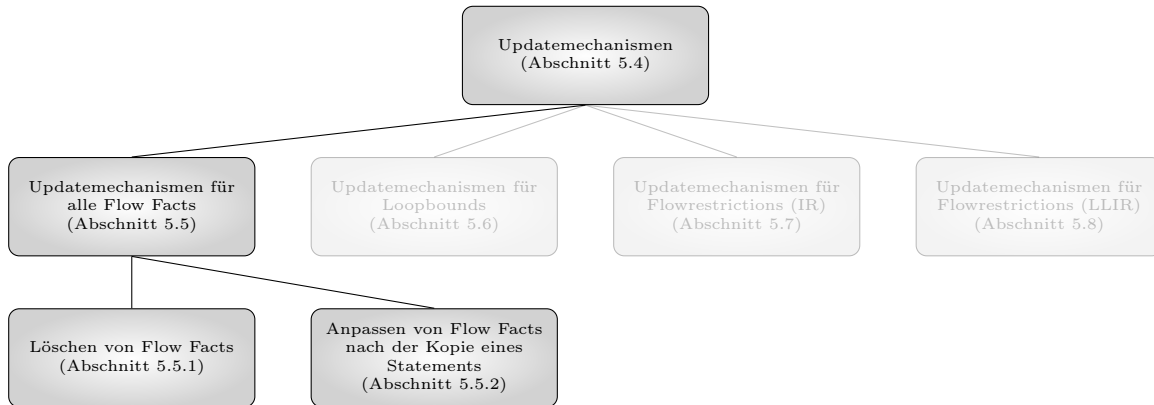 Updatemechanismen
(Abschnitt 5.4)
Updatemechanismen für
alle Flow Facts
(Abschnitt 5.5)
Updatemechanismen für
Loopbounds
(Abschnitt 5.6)
Updatemechanismen für
Flowrestrictions (IR)
(Abschnitt 5.7)
Updatemechanismen für
Flowrestrictions (LLIR)
(Abschnitt 5.8)
Löschen von Flow Facts
(Abschnitt 5.5.1)
Anpassen von Flow Facts
nach der Kopie eines
Statements
(Abschnitt 5.5.2)